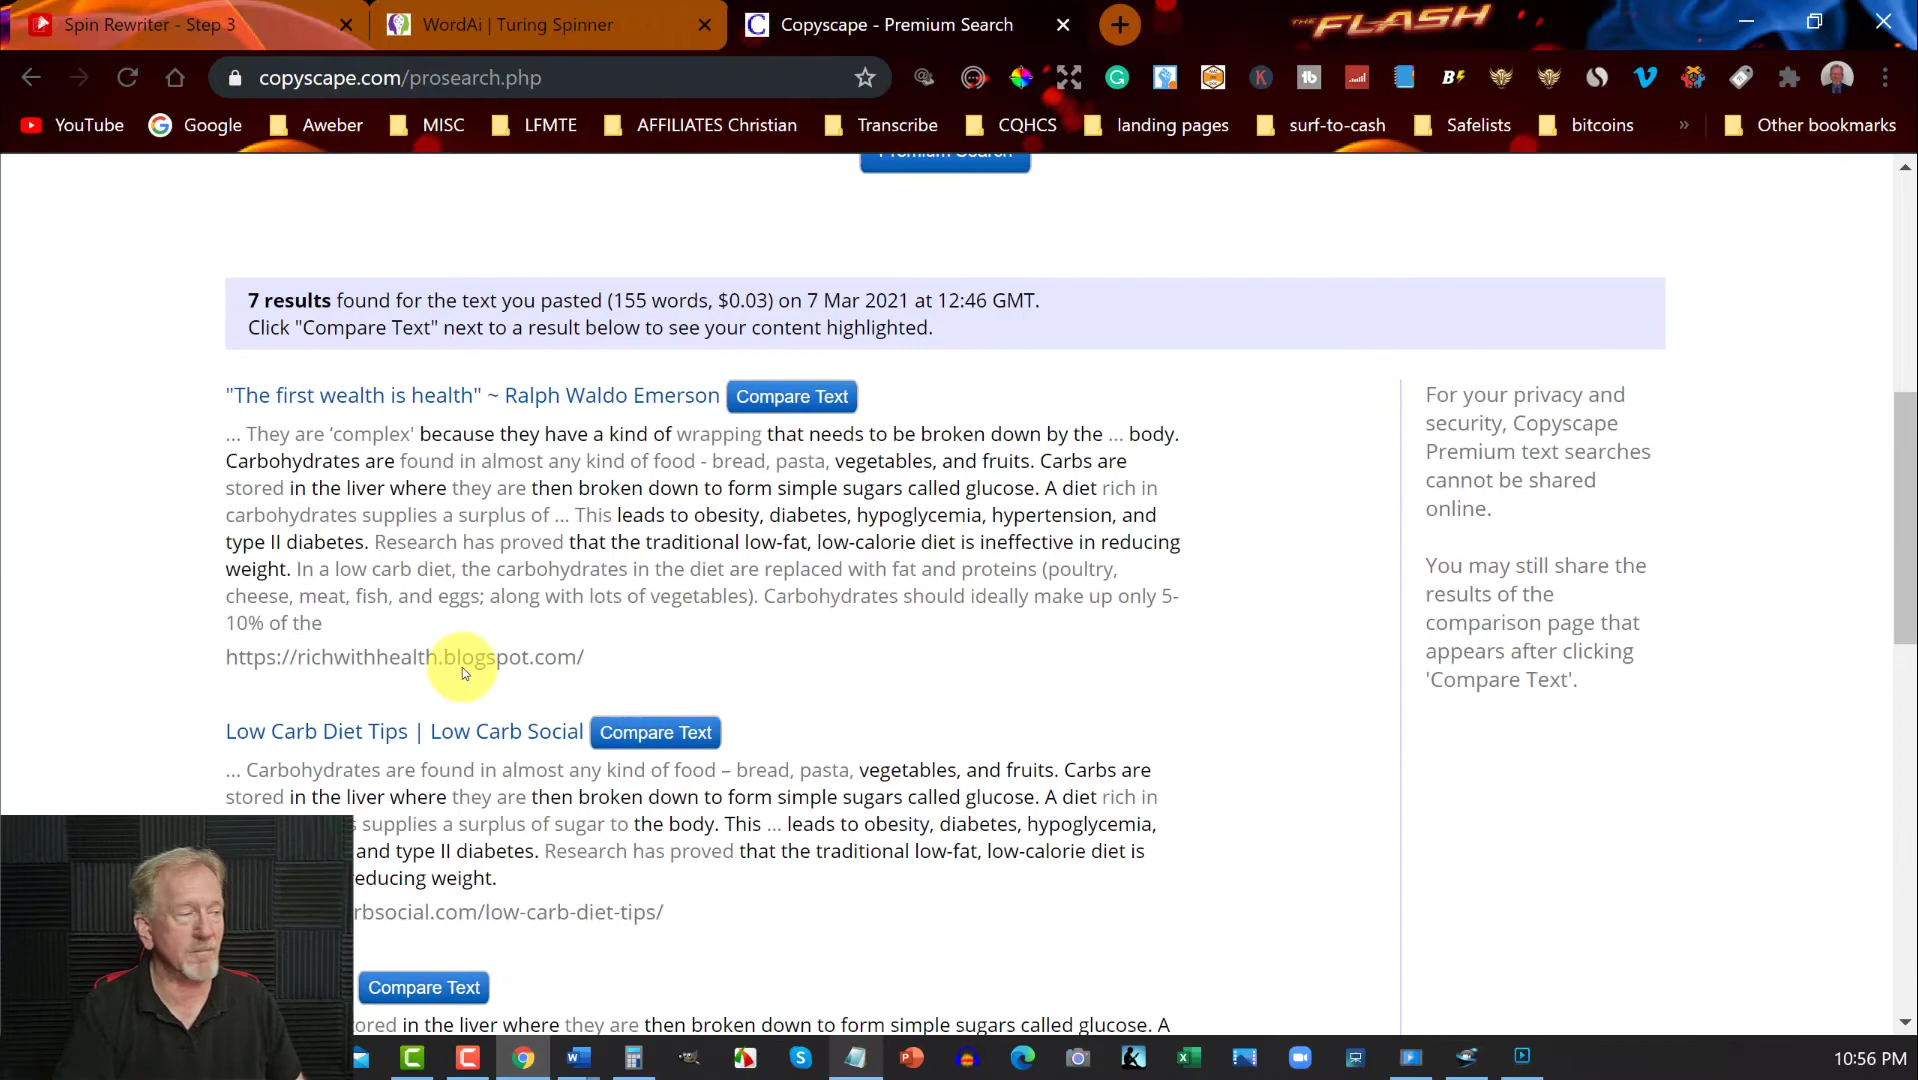 Spin Rewriter - Step 3
WordAi | Turing Spinner
Copyscape - Premium Search
THE FLASH
copyscape.com/prosearch.php
YouTube
Google
Aweber
MISC
LFMTE
AFFILIATES Christian
Transcribe
CQHCS
landing pages
surf-to-cash
Safelists
bitcoins
»
Other bookmarks
Premium Search
7 results found for the text you pasted (155 words, $0.03) on 7 Mar 2021 at 12:46 GMT.
Click "Compare Text" next to a result below to see your content highlighted.
"The first wealth is health" ~ Ralph Waldo Emerson
Compare Text
... They are ‘complex' because they have a kind of wrapping that needs to be broken down by the ... body.
Carbohydrates are found in almost any kind of food - bread, pasta, vegetables, and fruits. Carbs are
stored in the liver where they are then broken down to form simple sugars called glucose. A diet rich in
carbohydrates supplies a surplus of ... This leads to obesity, diabetes, hypoglycemia, hypertension, and
type II diabetes. Research has proved that the traditional low-fat, low-calorie diet is ineffective in reducing
weight. In a low carb diet, the carbohydrates in the diet are replaced with fat and proteins (poultry,
cheese, meat, fish, and eggs; along with lots of vegetables). Carbohydrates should ideally make up only 5-
10% of the
https://richwithhealth.blogspot.com/
For your privacy and
security, Copyscape
Premium text searches
cannot be shared
online.
You may still share the
results of the
comparison page that
appears after clicking
'Compare Text'.
Low Carb Diet Tips | Low Carb Social
Compare Text
... Carbohydrates are found in almost any kind of food – bread, pasta, vegetables, and fruits. Carbs are
stored in the liver where they are then broken down to form simple sugars called glucose. A diet rich in
supplies a surplus of sugar to the body. This ... leads to obesity, diabetes, hypoglycemia,
and type II diabetes. Research has proved that the traditional low-fat, low-calorie diet is
reducing weight.
rbsocial.com/low-carb-diet-tips/
Compare Text
ored in the liver where they are then broken down to form simple sugars called glucose. A
10:56 PM